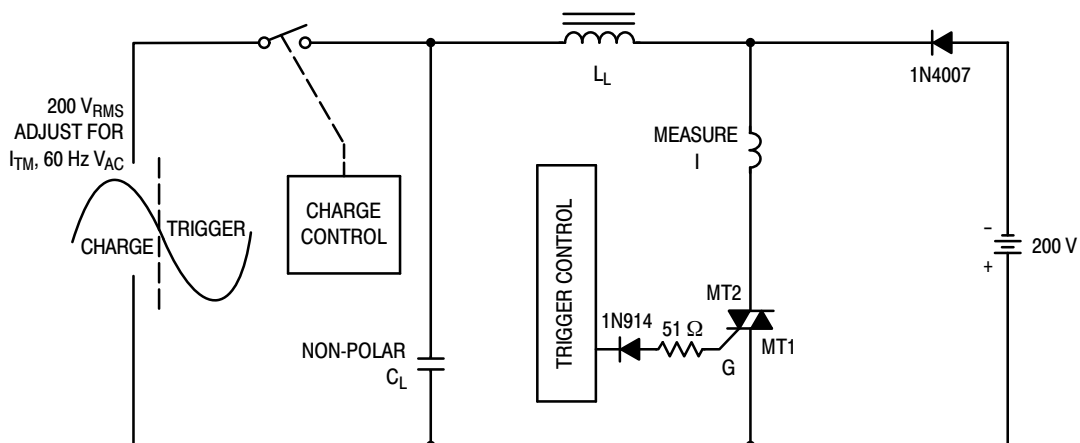 200 V_RMS
ADJUST FOR
I_TM, 60 Hz V_AC
CHARGE
TRIGGER
CHARGE
CONTROL
NON-POLAR
C_L
L_L
MEASURE
I
TRIGGER CONTROL
1N914
51 Ω
G
MT2
MT1
1N4007
-
+
200 V